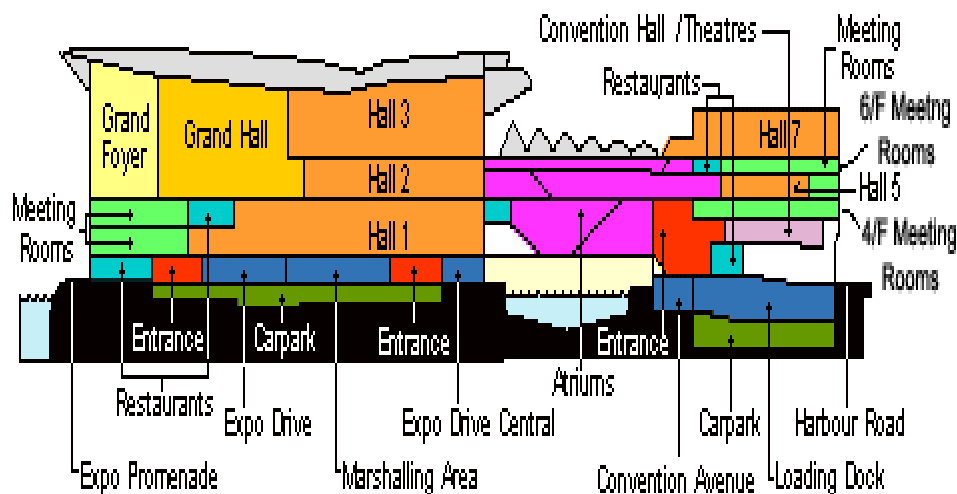 Convention Hall /Theatres
Meeting
Rooms
Restaurants
6/F Meetng
Rooms
Grand
Foyer
Grand Hall
Hall 3
Hall 7
Hall 2
Hall 5
Meeting
Rooms
Hall 1
4/F Meeting
Rooms
Entrance
Carpark
Entrance
Entrance
Atriums
Restaurants
Expo Drive
Expo Drive Central
Carpark
Harbour Road
Expo Promenade
Marshalling Area
Convention Avenue
Loading Dock